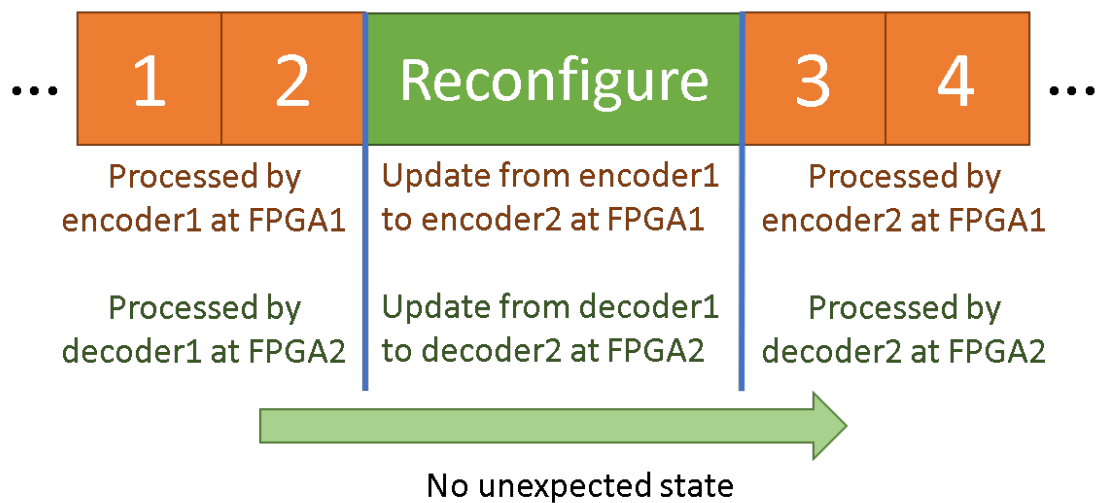 ... 1 2 Reconfigure 3 4 ...
Processed by
encoder1 at FPGA1
Update from encoder1
to encoder2 at FPGA1
Processed by
encoder2 at FPGA1
Processed by
decoder1 at FPGA2
Update from decoder1
to decoder2 at FPGA2
Processed by
decoder2 at FPGA2
No unexpected state